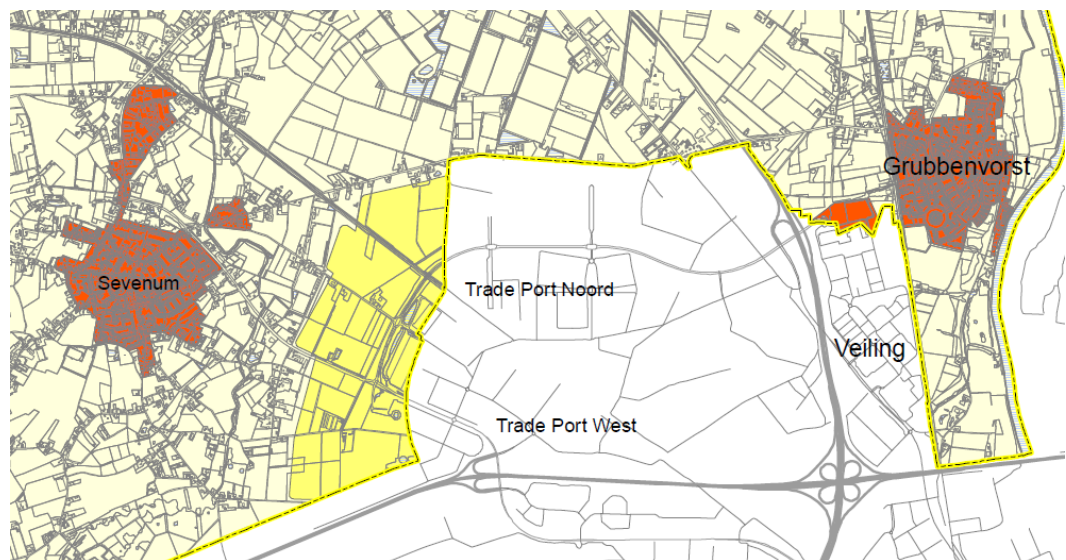 Grubbenvorst
Sevenum
Trade Port Noord
Veiling
Trade Port West